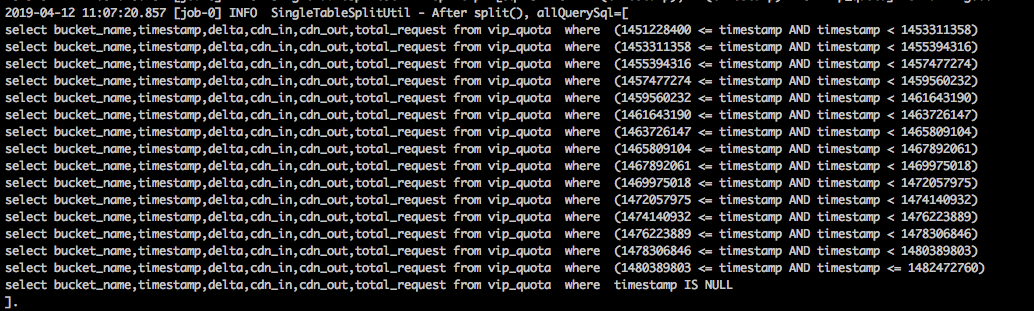 2019-04-12 11:07:20.857 [job-0] INFO  SingleTableSplitUtil - After split(), allQuerySql=[
select bucket_name,timestamp,delta,cdn_in,cdn_out,total_request from vip_quota  where  (1451228400 <= timestamp AND timestamp < 1453311358)
select bucket_name,timestamp,delta,cdn_in,cdn_out,total_request from vip_quota  where  (1453311358 <= timestamp AND timestamp < 1455394316)
select bucket_name,timestamp,delta,cdn_in,cdn_out,total_request from vip_quota  where  (1455394316 <= timestamp AND timestamp < 1457477274)
select bucket_name,timestamp,delta,cdn_in,cdn_out,total_request from vip_quota  where  (1457477274 <= timestamp AND timestamp < 1459560232)
select bucket_name,timestamp,delta,cdn_in,cdn_out,total_request from vip_quota  where  (1459560232 <= timestamp AND timestamp < 1461643190)
select bucket_name,timestamp,delta,cdn_in,cdn_out,total_request from vip_quota  where  (1461643190 <= timestamp AND timestamp < 1463726147)
select bucket_name,timestamp,delta,cdn_in,cdn_out,total_request from vip_quota  where  (1463726147 <= timestamp AND timestamp < 1465809104)
select bucket_name,timestamp,delta,cdn_in,cdn_out,total_request from vip_quota  where  (1465809104 <= timestamp AND timestamp < 1467892061)
select bucket_name,timestamp,delta,cdn_in,cdn_out,total_request from vip_quota  where  (1467892061 <= timestamp AND timestamp < 1469975018)
select bucket_name,timestamp,delta,cdn_in,cdn_out,total_request from vip_quota  where  (1469975018 <= timestamp AND timestamp < 1472057975)
select bucket_name,timestamp,delta,cdn_in,cdn_out,total_request from vip_quota  where  (1472057975 <= timestamp AND timestamp < 1474140932)
select bucket_name,timestamp,delta,cdn_in,cdn_out,total_request from vip_quota  where  (1474140932 <= timestamp AND timestamp < 1476223889)
select bucket_name,timestamp,delta,cdn_in,cdn_out,total_request from vip_quota  where  (1476223889 <= timestamp AND timestamp < 1478306846)
select bucket_name,timestamp,delta,cdn_in,cdn_out,total_request from vip_quota  where  (1478306846 <= timestamp AND timestamp < 1480389803)
select bucket_name,timestamp,delta,cdn_in,cdn_out,total_request from vip_quota  where  (1480389803 <= timestamp AND timestamp <= 1482472760)
select bucket_name,timestamp,delta,cdn_in,cdn_out,total_request from vip_quota  where  timestamp IS NULL
].